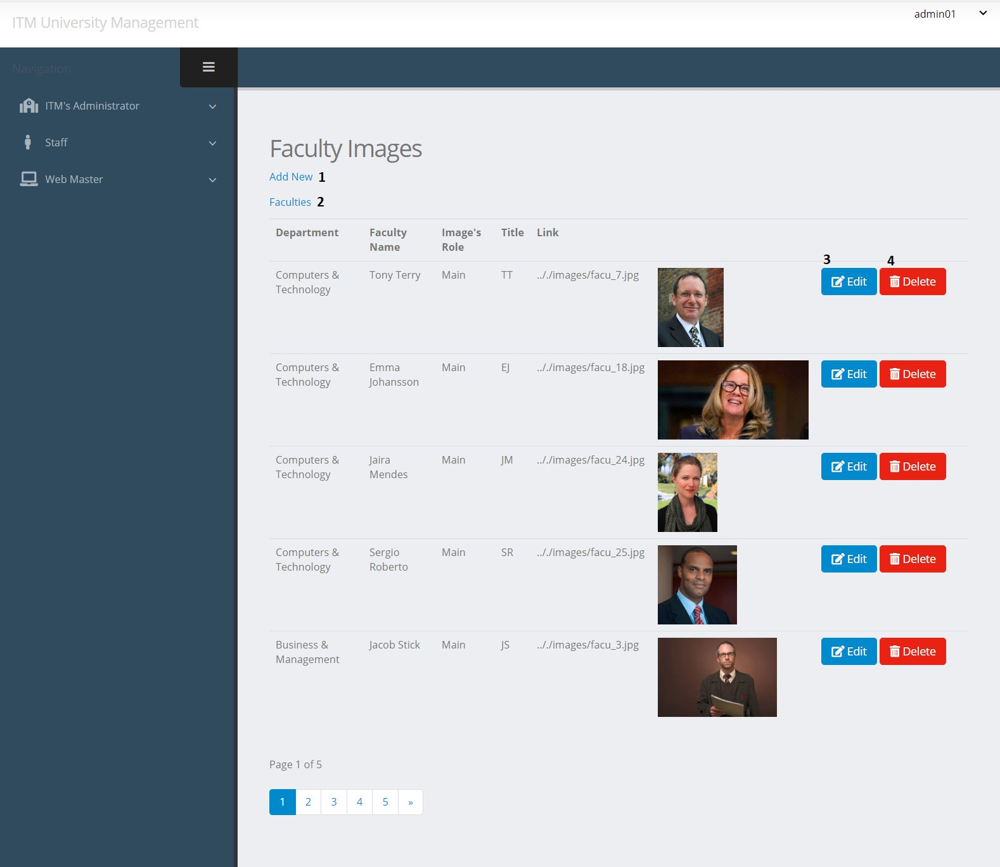 ITM University Management
admin01
Navigation
ITM's Administrator
Staff
Web Master
Faculty Images
Add New 1
Faculties 2
Department Faculty Name Image's Role Title Link
3 4
Computers & Technology Tony Terry Main TT .././images/facu_7.jpg Edit Delete
Computers & Technology Emma Johansson Main EJ .././images/facu_18.jpg Edit Delete
Computers & Technology Jaira Mendes Main JM .././images/facu_24.jpg Edit Delete
Computers & Technology Sergio Roberto Main SR .././images/facu_25.jpg Edit Delete
Business & Management Jacob Stick Main JS .././images/facu_3.jpg Edit Delete
Page 1 of 5
1 2 3 4 5 »